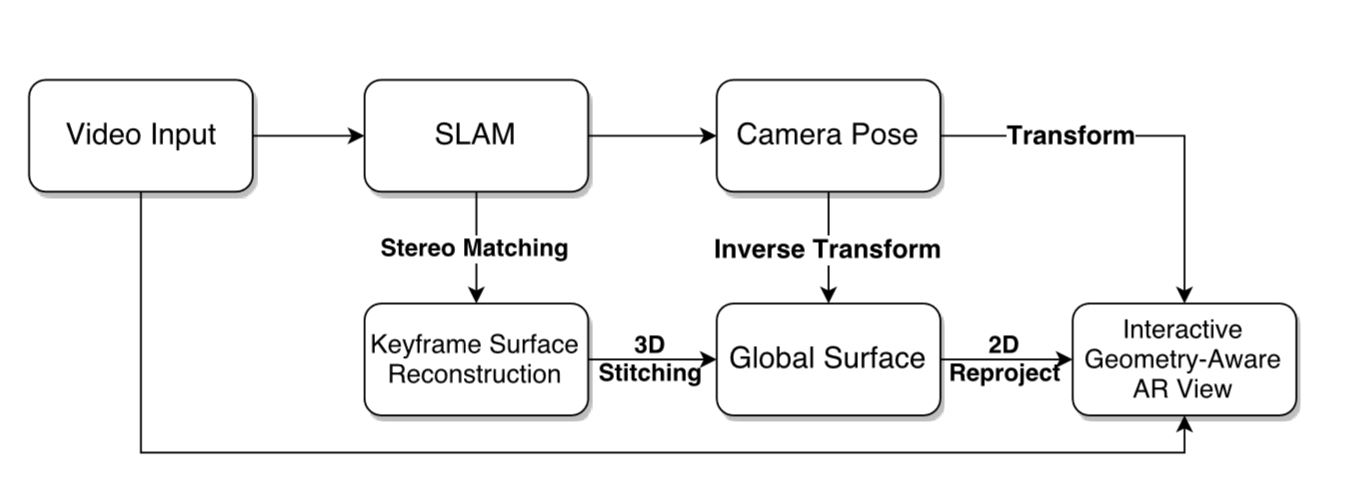 Video Input
SLAM
Camera Pose
Transform
Stereo Matching
Inverse Transform
Keyframe Surface
Reconstruction
3D
Stitching
Global Surface
2D
Reproject
Interactive
Geometry-Aware
AR View